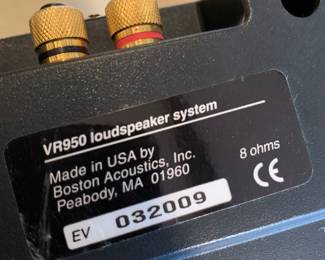 VR950 loudspeaker system
Made in USA by
Boston Acoustics, Inc.
Peabody, MA 01960
8 ohms
CE
EV 032009